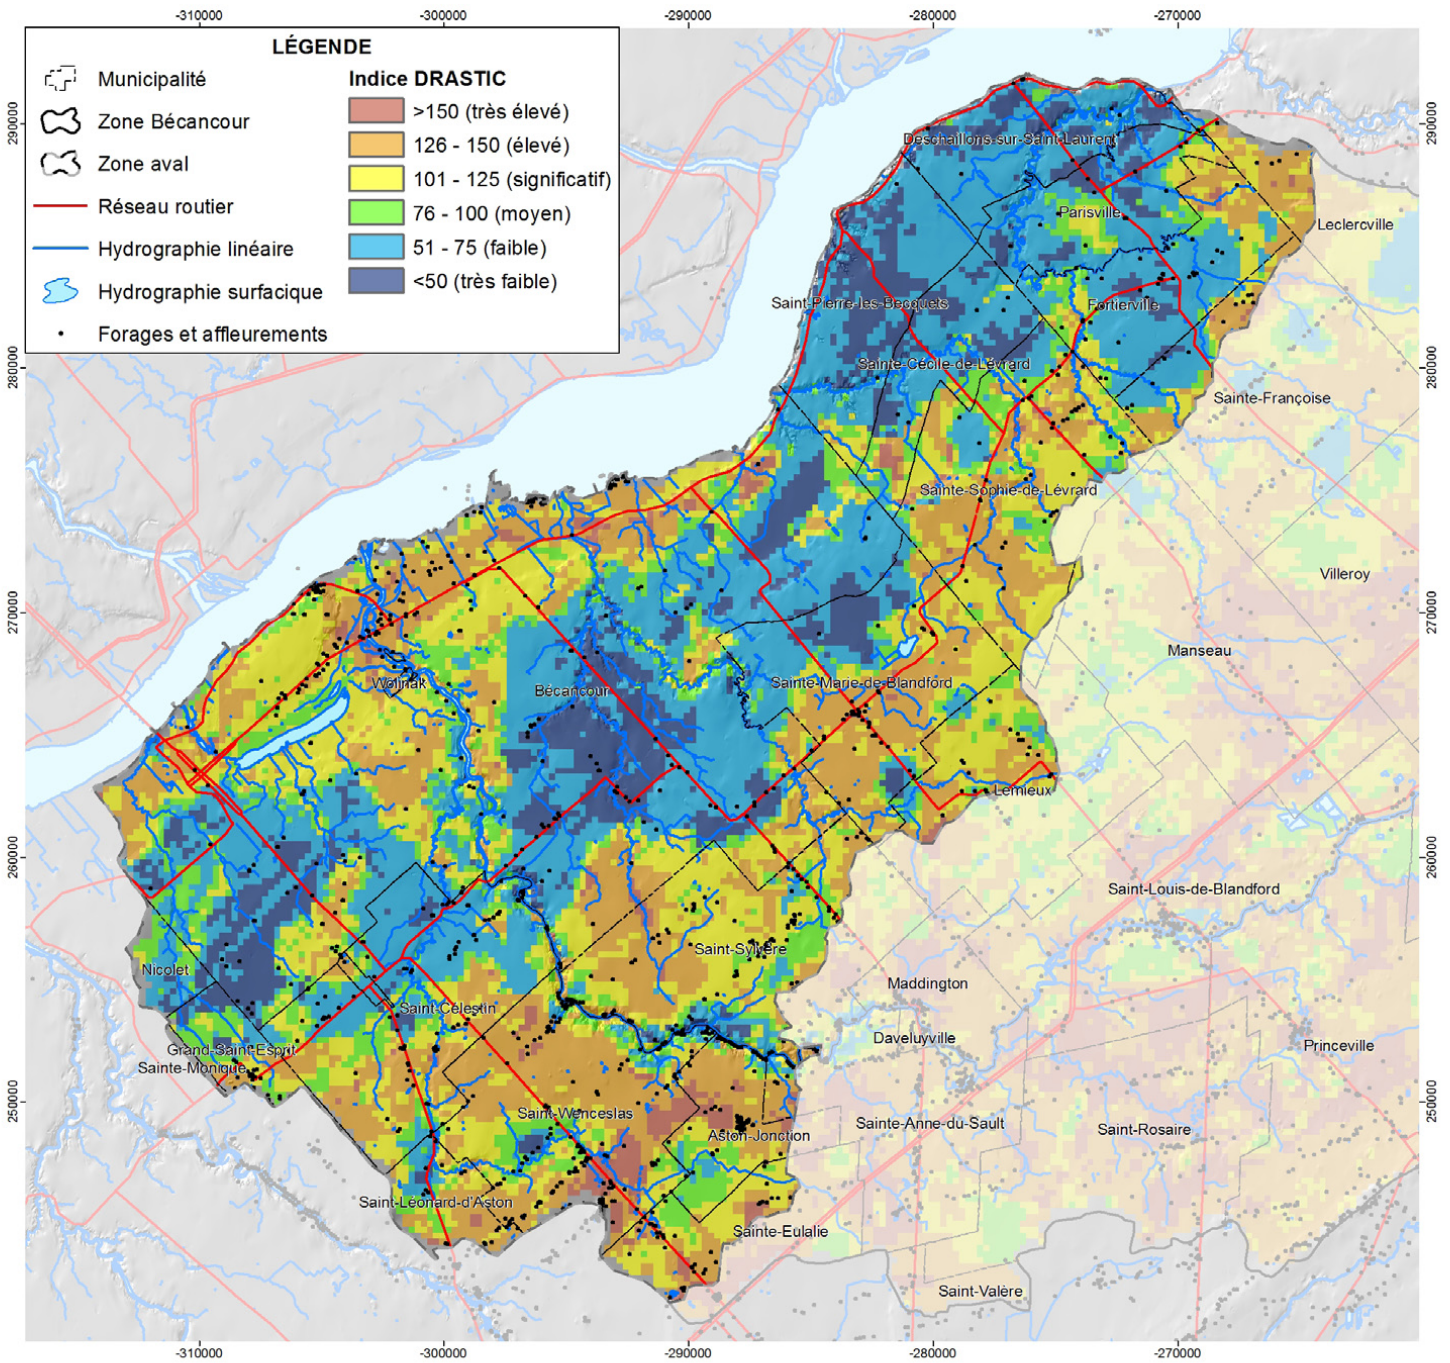 -310000 -300000 -290000 -280000 -270000
LÉGENDE
Municipalité
Zone Bécancour
Zone aval
Réseau routier
Hydrographie linéaire
Hydrographie surfacique
Forages et affleurements
Indice DRASTIC
>150 (très élevé)
126 - 150 (élevé)
101 - 125 (significatif)
76 - 100 (moyen)
51 - 75 (faible)
<50 (très faible)
290000 290000
Deschaillons-sur-Saint-Laurent
Parisville
Leclercville
Saint-Pierre-les-Becquets
Fortierville
Sainte-Cécile-de-Lévrard
280000 280000
Sainte-Françoise
Sainte-Sophie-de-Lévrard
Villeroy
270000 270000
Manseau
Wôlinak
Bécancour
Sainte-Marie-de-Blandford
Lemieux
260000 260000
Saint-Louis-de-Blandford
Saint-Sylvère
Nicolet
Maddington
Saint-Célestin
Daveluyville
Princeville
Grand-Saint-Esprit
Sainte-Monique
250000 250000
Saint-Wenceslas
Sainte-Anne-du-Sault
Saint-Rosaire
Aston-Jonction
Saint-Léonard-d'Aston
Sainte-Eulalie
Saint-Valère
-310000 -300000 -290000 -280000 -270000